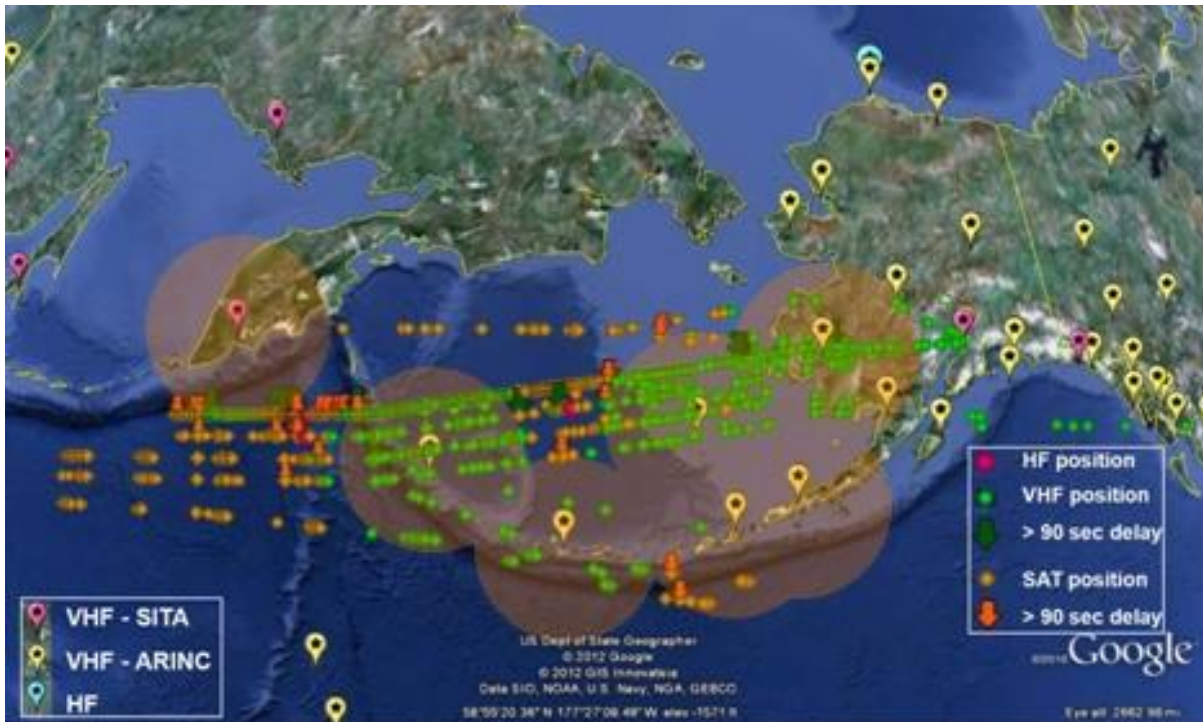 HF position
VHF position
> 90 sec delay
SAT position
> 90 sec delay
VHF - SITA
VHF - ARINC
HF
US Dept of State Geographer
© 2012 Google
© 2012 GIS Innovatsia
Data SIO, NOAA, U.S. Navy, NGA, GEBCO
Google